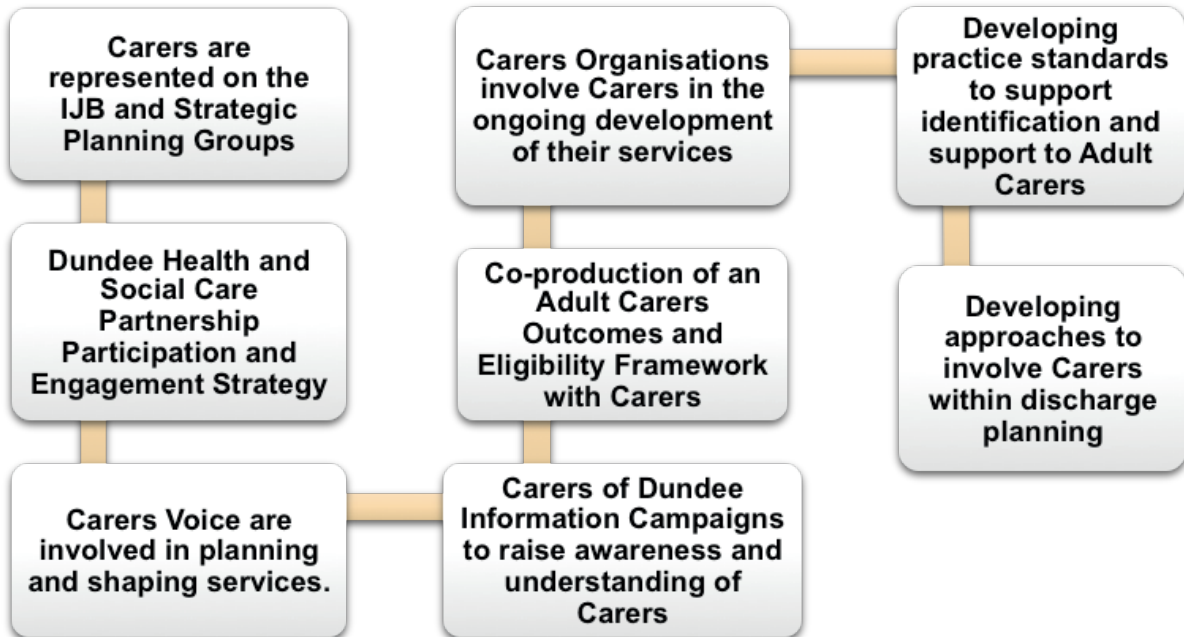 Carers are
represented on the
IJB and Strategic
Planning Groups
Dundee Health and
Social Care
Partnership
Participation and
Engagement Strategy
Carers Voice are
involved in planning
and shaping services.
Carers of Dundee
Information Campaigns
to raise awareness and
understanding of
Carers
Co-production of an
Adult Carers
Outcomes and
Eligibility Framework
with Carers
Carers Organisations
involve Carers in the
ongoing development
of their services
Developing
practice standards
to support
identification and
support to Adult
Carers
Developing
approaches to
involve Carers
within discharge
planning